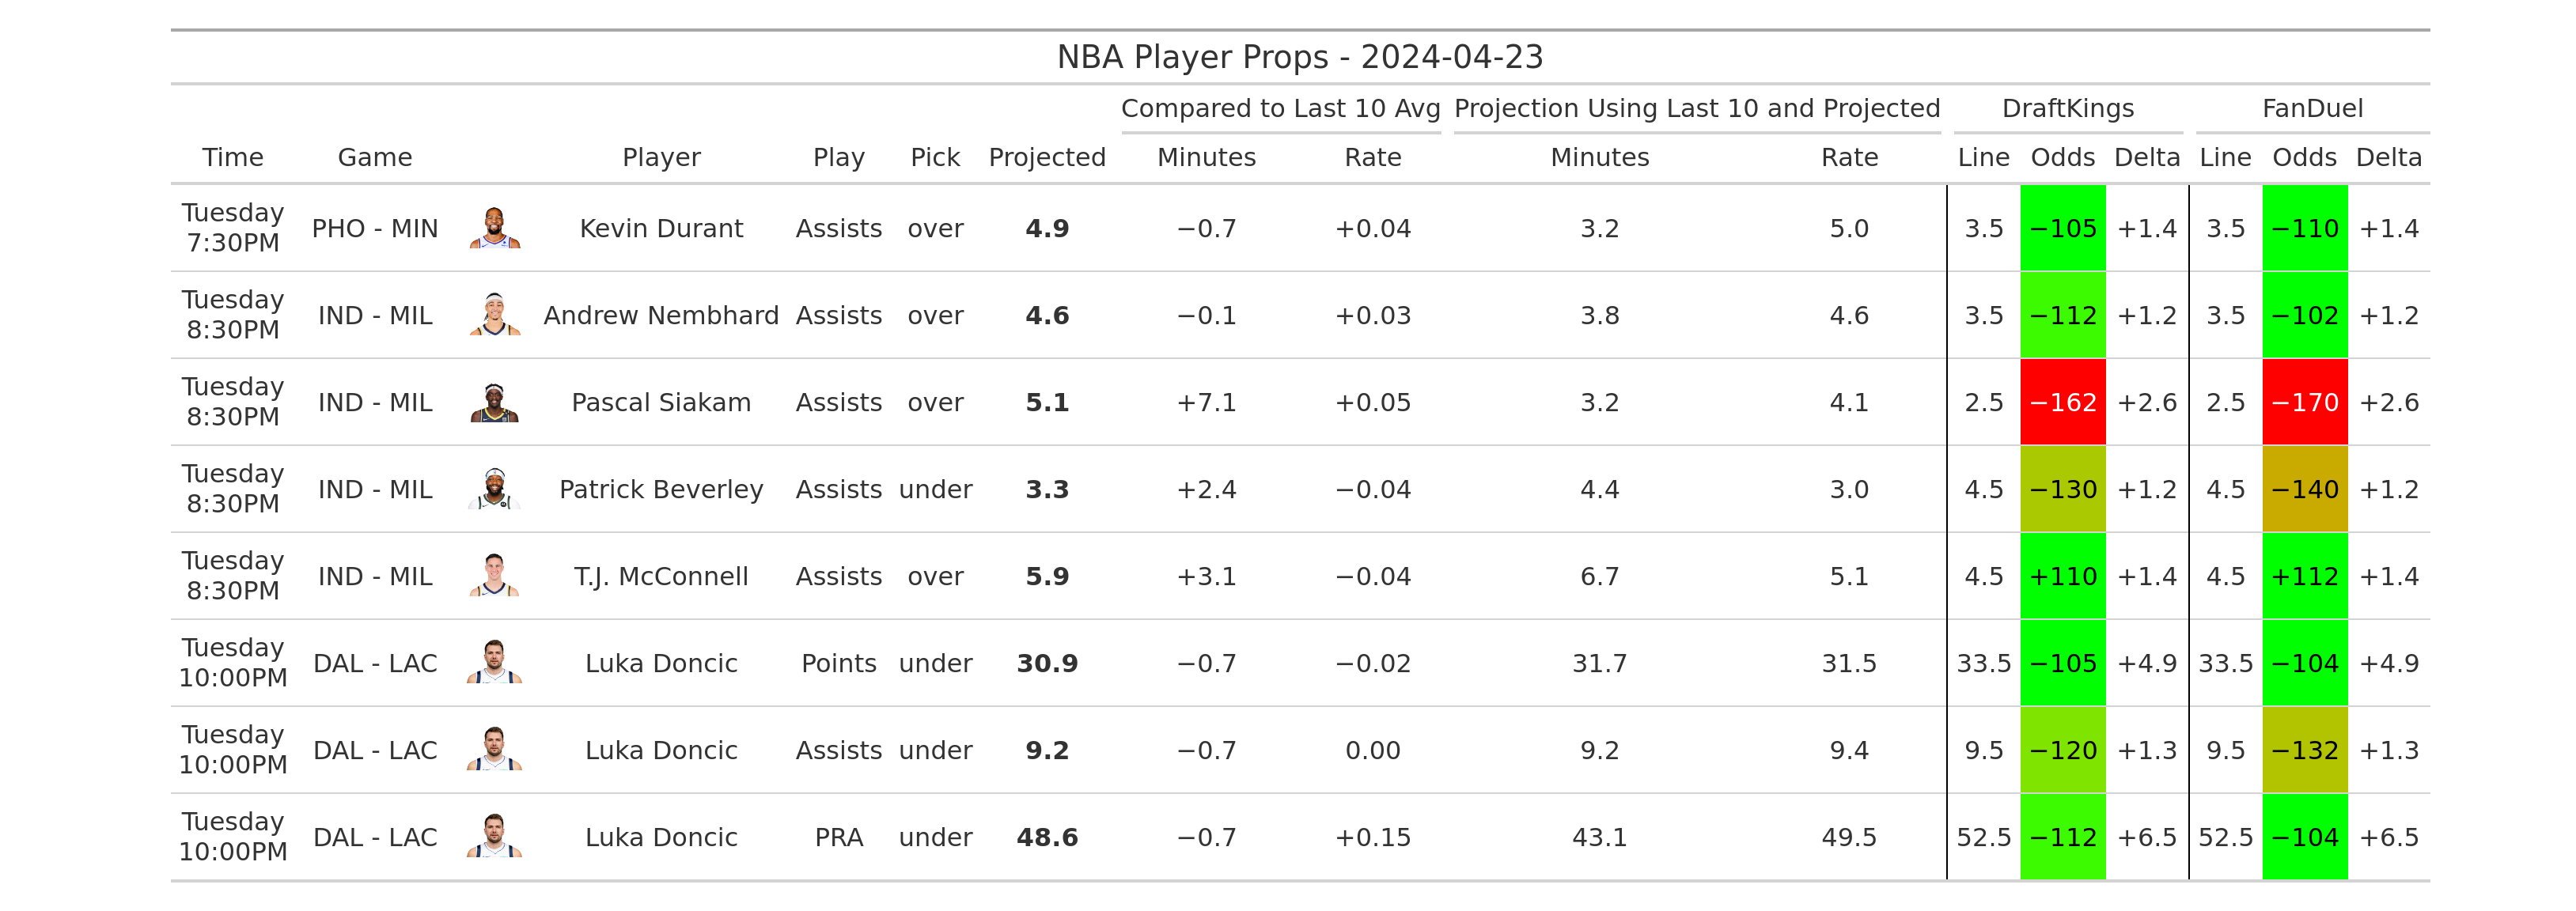 NBA Player Props - 2024-04-23
Compared to Last 10 Avg Projection Using Last 10 and Projected DraftKings FanDuel
Time Game Player Play Pick Projected Minutes Rate Minutes Rate Line Odds Delta Line Odds Delta
Tuesday
7:30PM PHO - MIN Kevin Durant Assists over 4.9 −0.7 +0.04 3.2 5.0 3.5 −105 +1.4 3.5 −110 +1.4
Tuesday
8:30PM IND - MIL Andrew Nembhard Assists over 4.6 −0.1 +0.03 3.8 4.6 3.5 −112 +1.2 3.5 −102 +1.2
Tuesday
8:30PM IND - MIL Pascal Siakam Assists over 5.1 +7.1 +0.05 3.2 4.1 2.5 −162 +2.6 2.5 −170 +2.6
Tuesday
8:30PM IND - MIL Patrick Beverley Assists under 3.3 +2.4 −0.04 4.4 3.0 4.5 −130 +1.2 4.5 −140 +1.2
Tuesday
8:30PM IND - MIL T.J. McConnell Assists over 5.9 +3.1 −0.04 6.7 5.1 4.5 +110 +1.4 4.5 +112 +1.4
Tuesday
10:00PM DAL - LAC Luka Doncic Points under 30.9 −0.7 −0.02 31.7 31.5 33.5 −105 +4.9 33.5 −104 +4.9
Tuesday
10:00PM DAL - LAC Luka Doncic Assists under 9.2 −0.7 0.00 9.2 9.4 9.5 −120 +1.3 9.5 −132 +1.3
Tuesday
10:00PM DAL - LAC Luka Doncic PRA under 48.6 −0.7 +0.15 43.1 49.5 52.5 −112 +6.5 52.5 −104 +6.5